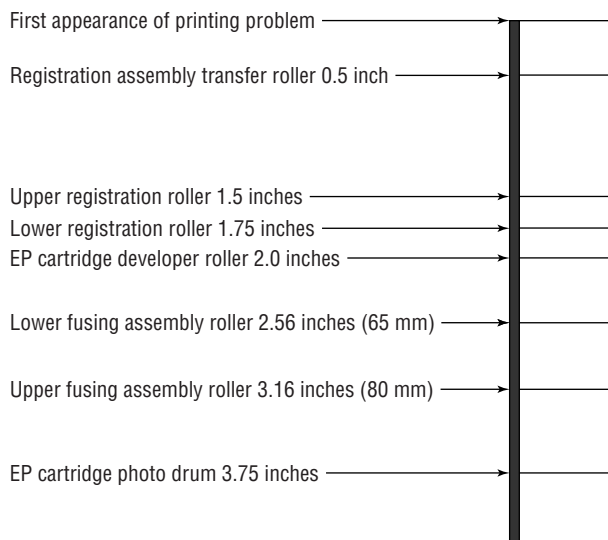 First appearance of printing problem
Registration assembly transfer roller 0.5 inch
Upper registration roller 1.5 inches
Lower registration roller 1.75 inches
EP cartridge developer roller 2.0 inches
Lower fusing assembly roller 2.56 inches (65 mm)
Upper fusing assembly roller 3.16 inches (80 mm)
EP cartridge photo drum 3.75 inches